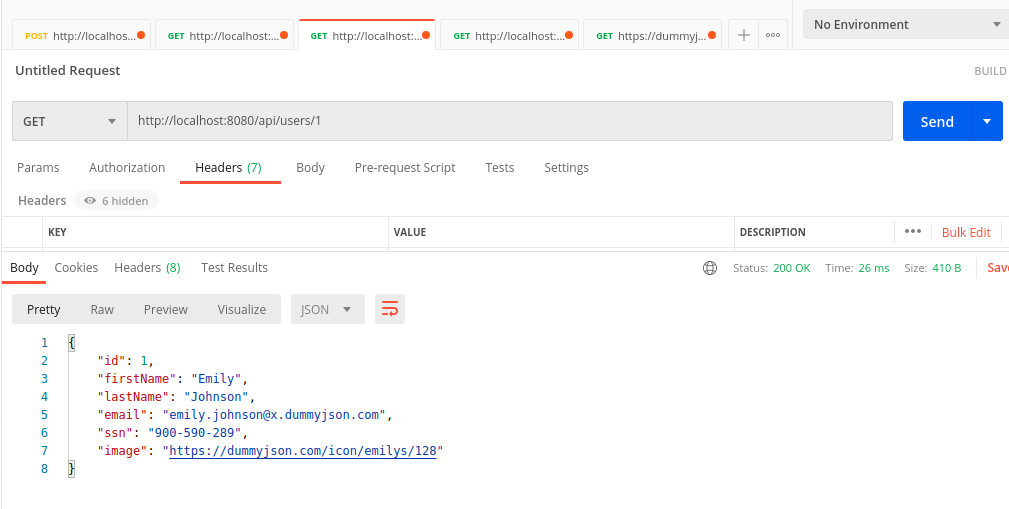 POST http://localhos... GET http://localhost:... GET http://localhost:... GET http://localhost:... GET https://dummyj... No Environment
Untitled Request BUILD
GET http://localhost:8080/api/users/1 Send
Params Authorization Headers (7) Body Pre-request Script Tests Settings
Headers 6 hidden
KEY VALUE DESCRIPTION Bulk Edit
Body Cookies Headers (8) Test Results Status: 200 OK Time: 26 ms Size: 410 B Save
Pretty Raw Preview Visualize JSON
1 {
2 "id": 1,
3 "firstName": "Emily",
4 "lastName": "Johnson",
5 "email": "emily.johnson@x.dummyjson.com",
6 "ssn": "900-590-289",
7 "image": "https://dummyjson.com/icon/emilys/128"
8 }